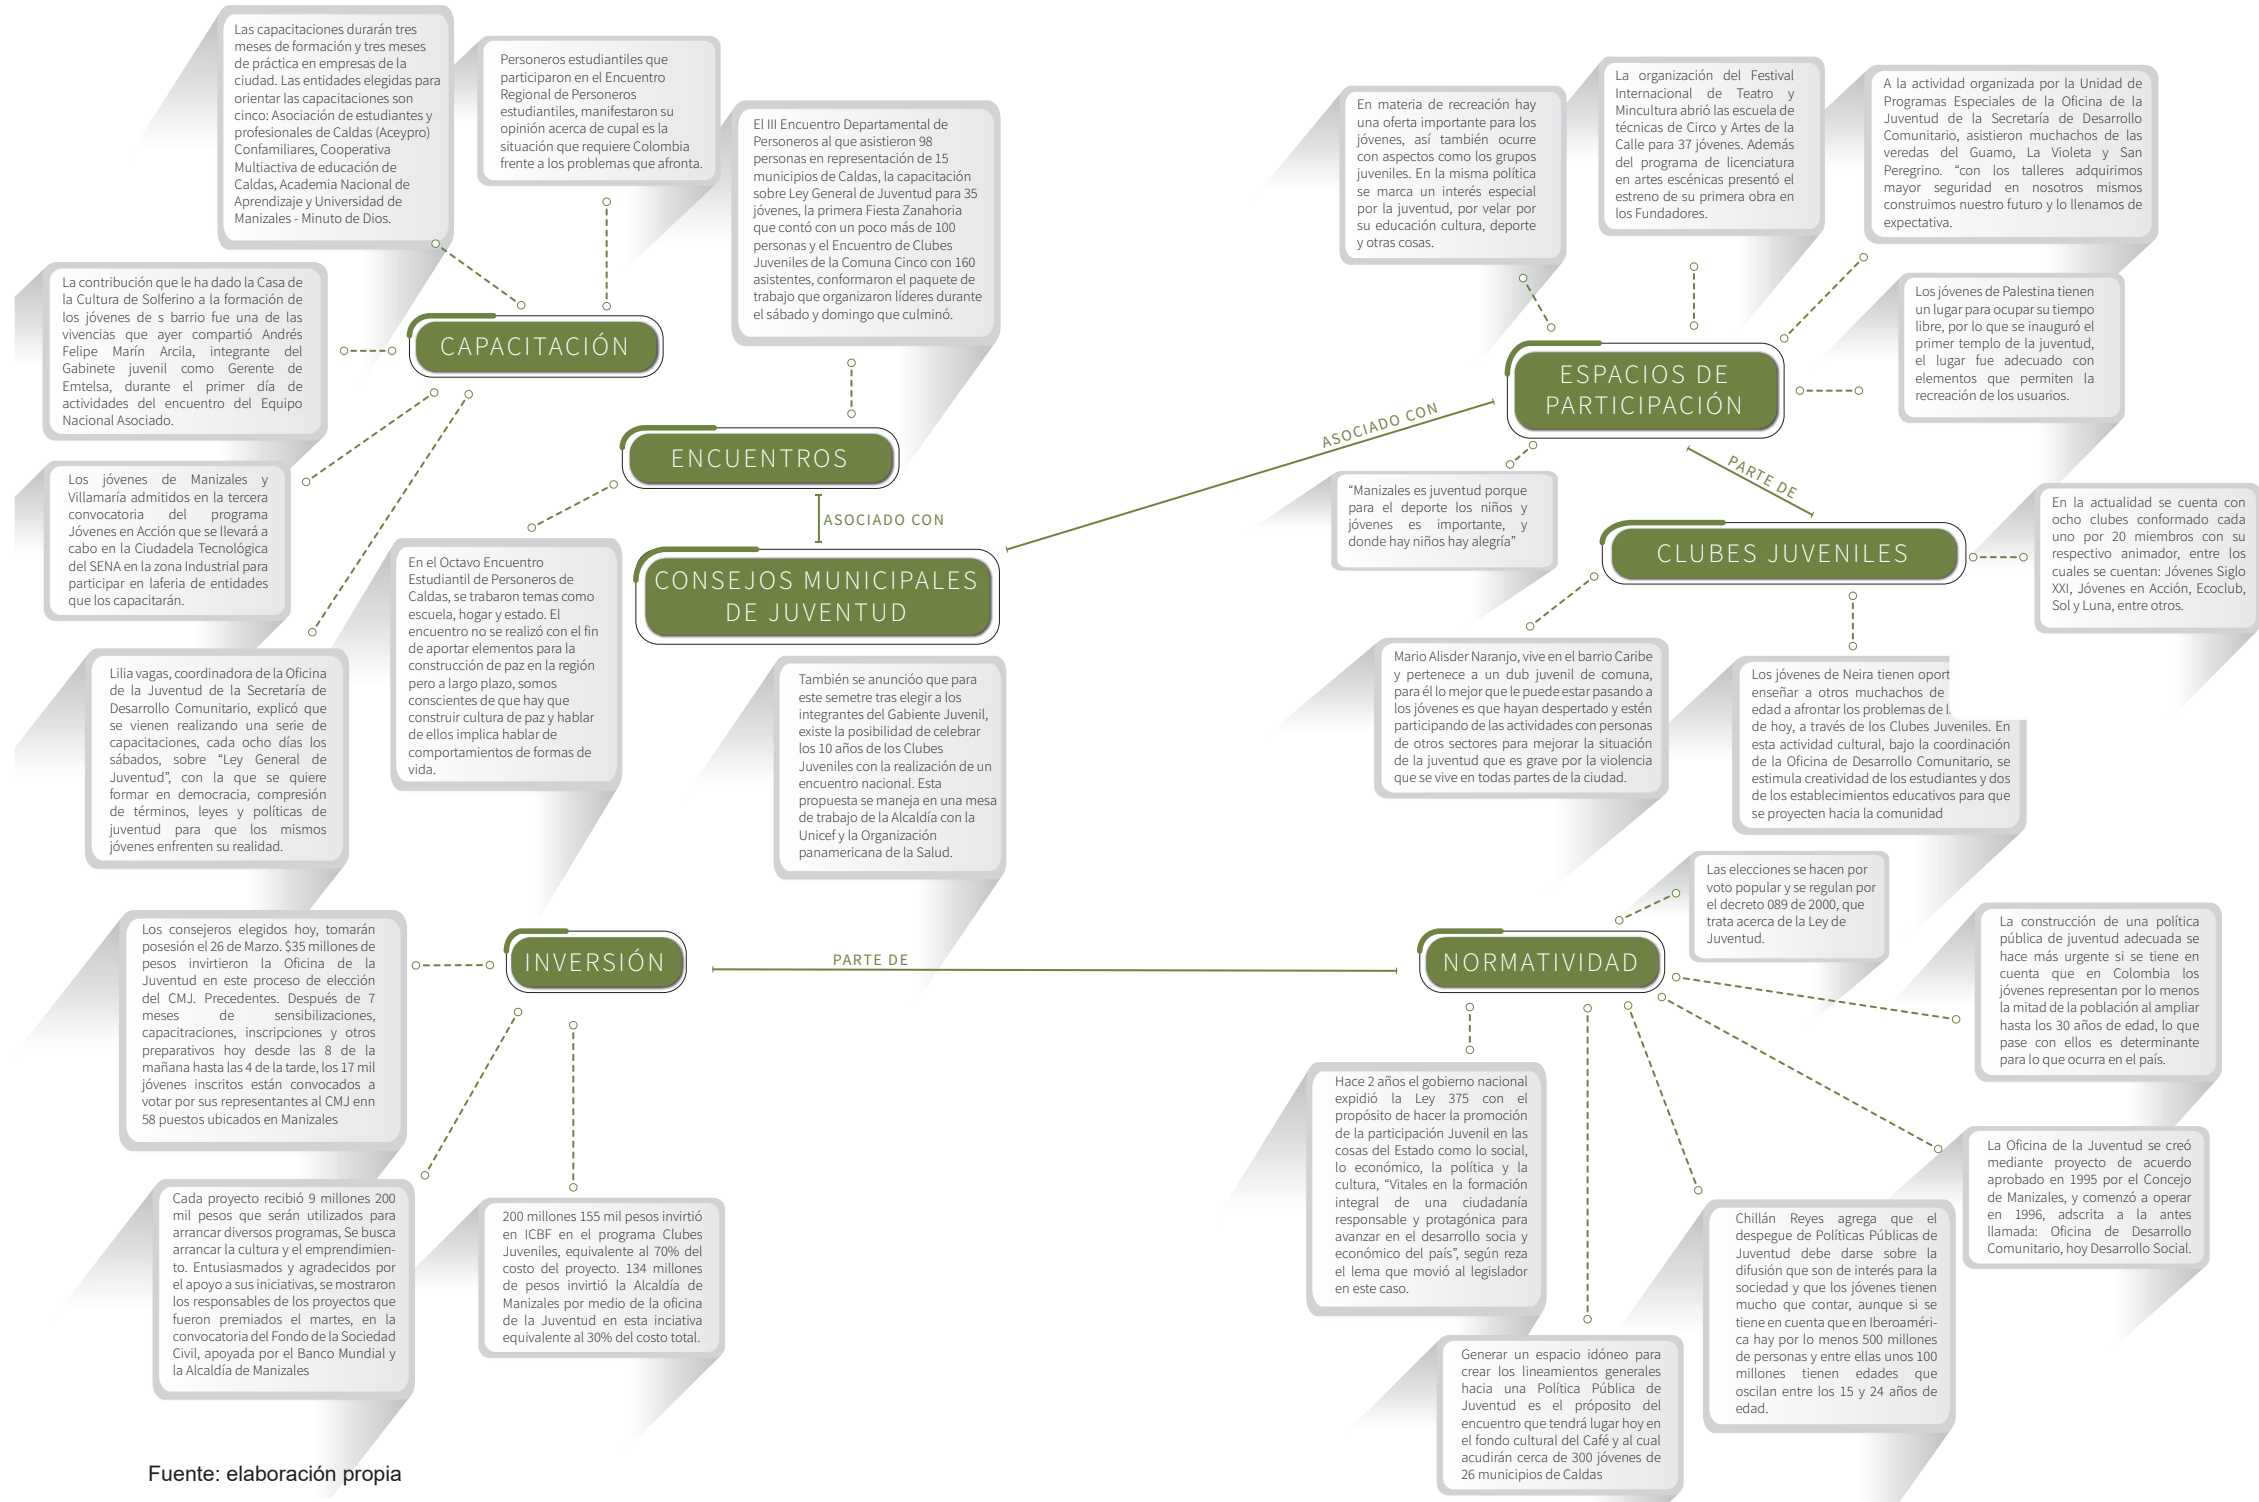 Las capacitaciones durarán tres
meses de formación y tres meses
de práctica en empresas de la
ciudad. Las entidades elegidas para
orientar las capacitaciones son
cinco: Asociación de estudiantes y
profesionales de Caldas (Aceypro)
Confamiliares, Cooperativa
Multiactiva de educación de
Caldas, Academia Nacional de
Aprendizaje y Universidad de
Manizales - Minuto de Dios.
Personeros estudiantiles que
participaron en el Encuentro
Regional de Personeros
estudiantiles, manifestaron su
opinión acerca de cupal es la
situación que requiere Colombia
frente a los problemas que afronta.
El III Encuentro Departamental de
Personeros al que asistieron 98
personas en representación de 15
municipios de Caldas, la capacitación
sobre Ley General de Juventud para 35
jóvenes, la primera Fiesta Zanahoria
que contó con un poco más de 100
personas y el Encuentro de Clubes
Juveniles de la Comuna Cinco con 160
asistentes, conformaron el paquete de
trabajo que organizaron líderes durante
el sábado y domingo que culminó.
La contribución que le ha dado la Casa de
la Cultura de Solferino a la formación de
los jóvenes de s barrio fue una de las
vivencias que ayer compartió Andrés
Felipe Marín Arcila, integrante del
Gabinete juvenil como Gerente de
Emtelsa, durante el primer día de
actividades del encuentro del Equipo
Nacional Asociado.
CAPACITACIÓN
ENCUENTROS
ASOCIADO CON
CONSEJOS MUNICIPALES
DE JUVENTUD
Los jóvenes de Manizales y
Villamaría admitidos en la tercera
convocatoria del programa
Jóvenes en Acción que se llevará a
cabo en la Ciudadela Tecnológica
del SENA en la zona Industrial para
participar en laferia de entidades
que los capacitarán.
En el Octavo Encuentro
Estudiantil de Personeros de
Caldas, se trabaron temas como
escuela, hogar y estado. El
encuentro no se realizó con el fin
de aportar elementos para la
construcción de paz en la región
pero a largo plazo, somos
conscientes de que hay que
construir cultura de paz y hablar
de ellos implica hablar de
comportamientos de formas de
vida.
Lilia vagas, coordinadora de la Oficina
de la Juventud de la Secretaría de
Desarrollo Comunitario, explicó que
se vienen realizando una serie de
capacitaciones, cada ocho días los
sábados, sobre “Ley General de
Juventud”, con la que se quiere
formar en democracia, compresión
de términos, leyes y políticas de
juventud para que los mismos
jóvenes enfrenten su realidad.
También se anuncióo que para
este semetre tras elegir a los
integrantes del Gabiente Juvenil,
existe la posibilidad de celebrar
los 10 años de los Clubes
Juveniles con la realización de un
encuentro nacional. Esta
propuesta se maneja en una mesa
de trabajo de la Alcaldía con la
Unicef y la Organización
panamericana de la Salud.
En materia de recreación hay
una oferta importante para los
jóvenes, así también ocurre
con aspectos como los grupos
juveniles. En la misma política
se marca un interés especial
por la juventud, por velar por
su educación cultura, deporte
y otras cosas.
La organización del Festival
Internacional de Teatro y
Mincultura abrió las escuela de
técnicas de Circo y Artes de la
Calle para 37 jóvenes. Además
del programa de licenciatura
en artes escénicas presentó el
estreno de su primera obra en
los Fundadores.
A la actividad organizada por la Unidad de
Programas Especiales de la Oficina de la
Juventud de la Secretaría de Desarrollo
Comunitario, asistieron muchachos de las
veredas del Guamo, La Violeta y San
Peregrino. “con los talleres adquirimos
mayor seguridad en nosotros mismos
construimos nuestro futuro y lo llenamos de
expectativa.
Los jóvenes de Palestina tienen
un lugar para ocupar su tiempo
libre, por lo que se inauguró el
primer templo de la juventud,
el lugar fue adecuado con
elementos que permiten la
recreación de los usuarios.
ESPACIOS DE
PARTICIPACIÓN
ASOCIADO CON
PARTE DE
“Manizales es juventud porque
para el deporte los niños y
jóvenes es importante, y
donde hay niños hay alegría”
CLUBES JUVENILES
En la actualidad se cuenta con
ocho clubes conformado cada
uno por 20 miembros con su
respectivo animador, entre los
cuales se cuentan: Jóvenes Siglo
XXI, Jóvenes en Acción, Ecoclub,
Sol y Luna, entre otros.
Mario Alisder Naranjo, vive en el barrio Caribe
y pertenece a un dub juvenil de comuna,
para él lo mejor que le puede estar pasando a
los jóvenes es que hayan despertado y estén
participando de las actividades con personas
de otros sectores para mejorar la situación
de la juventud que es grave por la violencia
que se vive en todas partes de la ciudad.
Los jóvenes de Neira tienen oport
enseñar a otros muchachos de
edad a afrontar los problemas de l
de hoy, a través de los Clubes Juveniles. En
esta actividad cultural, bajo la coordinación
de la Oficina de Desarrollo Comunitario, se
estimula creatividad de los estudiantes y dos
de los establecimientos educativos para que
se proyecten hacia la comunidad
Los consejeros elegidos hoy, tomarán
posesión el 26 de Marzo. $35 millones de
pesos invirtieron la Oficina de la
Juventud en este proceso de elección
del CMJ. Precedentes. Después de 7
meses de sensibilizaciones,
capacitraciones, inscripciones y otros
preparativos hoy desde las 8 de la
mañana hasta las 4 de la tarde, los 17 mil
jóvenes inscritos están convocados a
votar por sus representantes al CMJ enn
58 puestos ubicados en Manizales
INVERSIÓN
PARTE DE
NORMATIVIDAD
Las elecciones se hacen por
voto popular y se regulan por
el decreto 089 de 2000, que
trata acerca de la Ley de
Juventud.
La construcción de una política
pública de juventud adecuada se
hace más urgente si se tiene en
cuenta que en Colombia los
jóvenes representan por lo menos
la mitad de la población al ampliar
hasta los 30 años de edad, lo que
pase con ellos es determinante
para lo que ocurra en el país.
Cada proyecto recibió 9 millones 200
mil pesos que serán utilizados para
arrancar diversos programas, Se busca
arrancar la cultura y el emprendimien-
to. Entusiasmados y agradecidos por
el apoyo a sus iniciativas, se mostraron
los responsables de los proyectos que
fueron premiados el martes, en la
convocatoria del Fondo de la Sociedad
Civil, apoyada por el Banco Mundial y
la Alcaldía de Manizales
200 millones 155 mil pesos invirtió
en ICBF en el programa Clubes
Juveniles, equivalente al 70% del
costo del proyecto. 134 millones
de pesos invirtió la Alcaldía de
Manizales por medio de la oficina
de la Juventud en esta inciativa
equivalente al 30% del costo total.
Hace 2 años el gobierno nacional
expidió la Ley 375 con el
propósito de hacer la promoción
de la participación Juvenil en las
cosas del Estado como lo social,
lo económico, la política y la
cultura, “Vitales en la formación
integral de una ciudadanía
responsable y protagónica para
avanzar en el desarrollo socia y
económico del país”, según reza
el lema que movió al legislador
en este caso.
La Oficina de la Juventud se creó
mediante proyecto de acuerdo
aprobado en 1995 por el Concejo
de Manizales, y comenzó a operar
en 1996, adscrita a la antes
llamada: Oficina de Desarrollo
Comunitario, hoy Desarrollo Social.
Chillán Reyes agrega que el
despegue de Políticas Públicas de
Juventud debe darse sobre la
difusión que son de interés para la
sociedad y que los jóvenes tienen
mucho que contar, aunque si se
tiene en cuenta que en Iberoaméri-
ca hay por lo menos 500 millones
de personas y entre ellas unos 100
millones tienen edades que
oscilan entre los 15 y 24 años de
edad.
Generar un espacio idóneo para
crear los lineamientos generales
hacia una Política Pública de
Juventud es el próposito del
encuentro que tendrá lugar hoy en
el fondo cultural del Café y al cual
acudirán cerca de 300 jóvenes de
26 municipios de Caldas
Fuente: elaboración propia